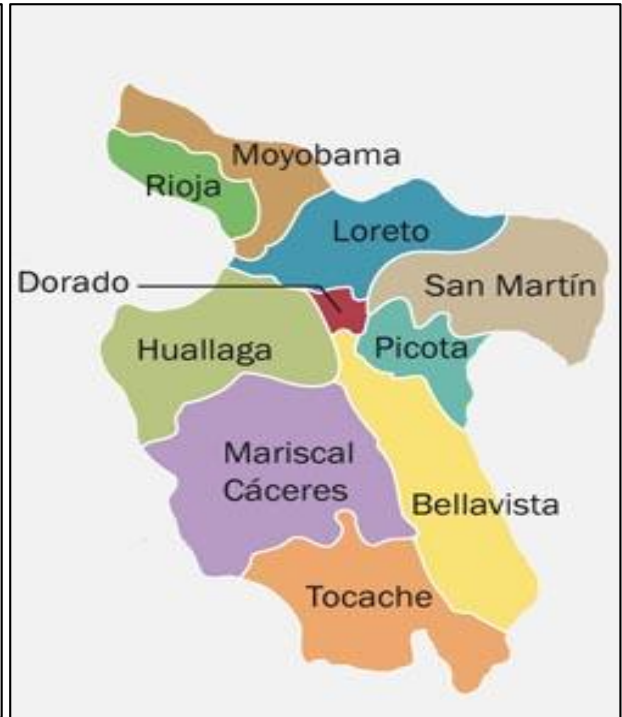 Moyobama
Rioja
Loreto
Dorado
San Martín
Huallaga
Picota
Mariscal
Cáceres
Bellavista
Tocache